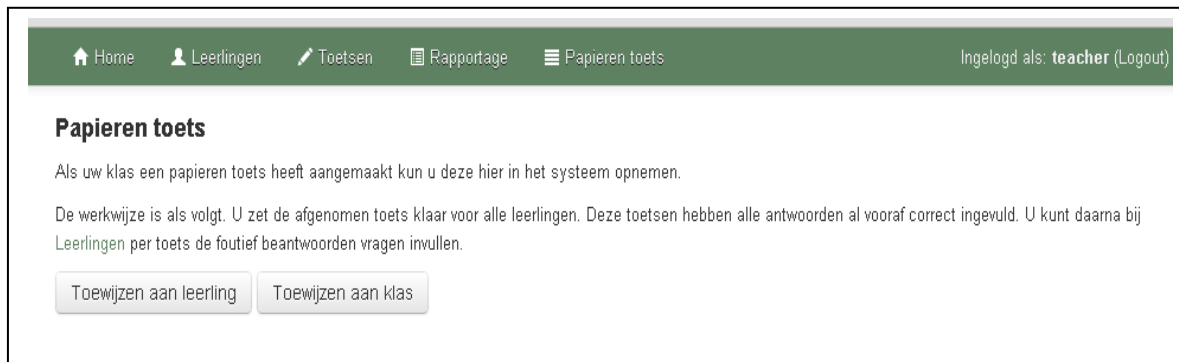 Home Leerlingen Toetsen Rapportage Papieren toets Ingelogd als: teacher (Logout)
Papieren toets
Als uw klas een papieren toets heeft aangemaakt kun u deze hier in het systeem opnemen.
De werkwijze is als volgt. U zet de afgenomen toets klaar voor alle leerlingen. Deze toetsen hebben alle antwoorden al vooraf correct ingevuld. U kunt daarna bij
Leerlingen per toets de foutief beantwoorden vragen invullen.
Toewijzen aan leerling Toewijzen aan klas